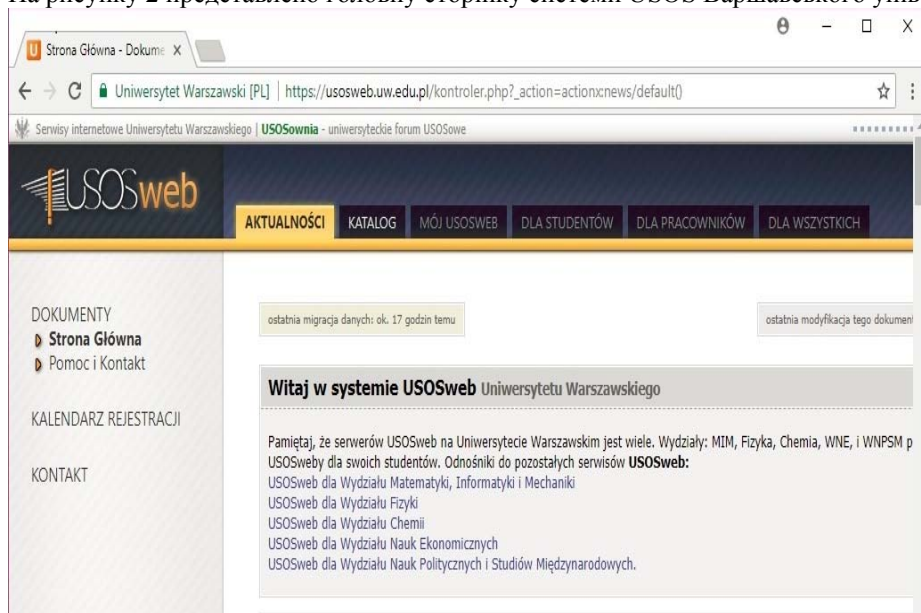 На рисунку 2 представлено головну сторінку системи USOS Варшавського
Strona Główna - Dokume
Uniwersytet Warszawski [PL] | https://usosweb.uw.edu.pl/kontroler.php?_action=actionx:news/default()
Serwisy internetowe Uniwersytetu Warszawskiego | USOSownia - uniwersyteckie forum USOSowe
USOSweb
AKTUALNOŚCI KATALOG MÓJ USOSWEB DLA STUDENTÓW DLA PRACOWNIKÓW DLA WSZYSTKICH
DOKUMENTY
Strona Główna
Pomoc i Kontakt
KALENDARZ REJESTRACJI
KONTAKT
ostatnia migracja danych: ok. 17 godzin temu
ostatnia modyfikacja tego dokumen
Witaj w systemie USOSweb Uniwersytetu Warszawskiego
Pamiętaj, że serwerów USOSweb na Uniwersytecie Warszawskim jest wiele. Wydziały: MIM, Fizyka, Chemia, WNE, i WNPSM p
USOSweby dla swoich studentów. Odnośniki do pozostałych serwisów USOSweb:
USOSweb dla Wydziału Matematyki, Informatyki i Mechaniki
USOSweb dla Wydziału Fizyki
USOSweb dla Wydziału Chemii
USOSweb dla Wydziału Nauk Ekonomicznych
USOSweb dla Wydziału Nauk Politycznych i Studiów Międzynarodowych.